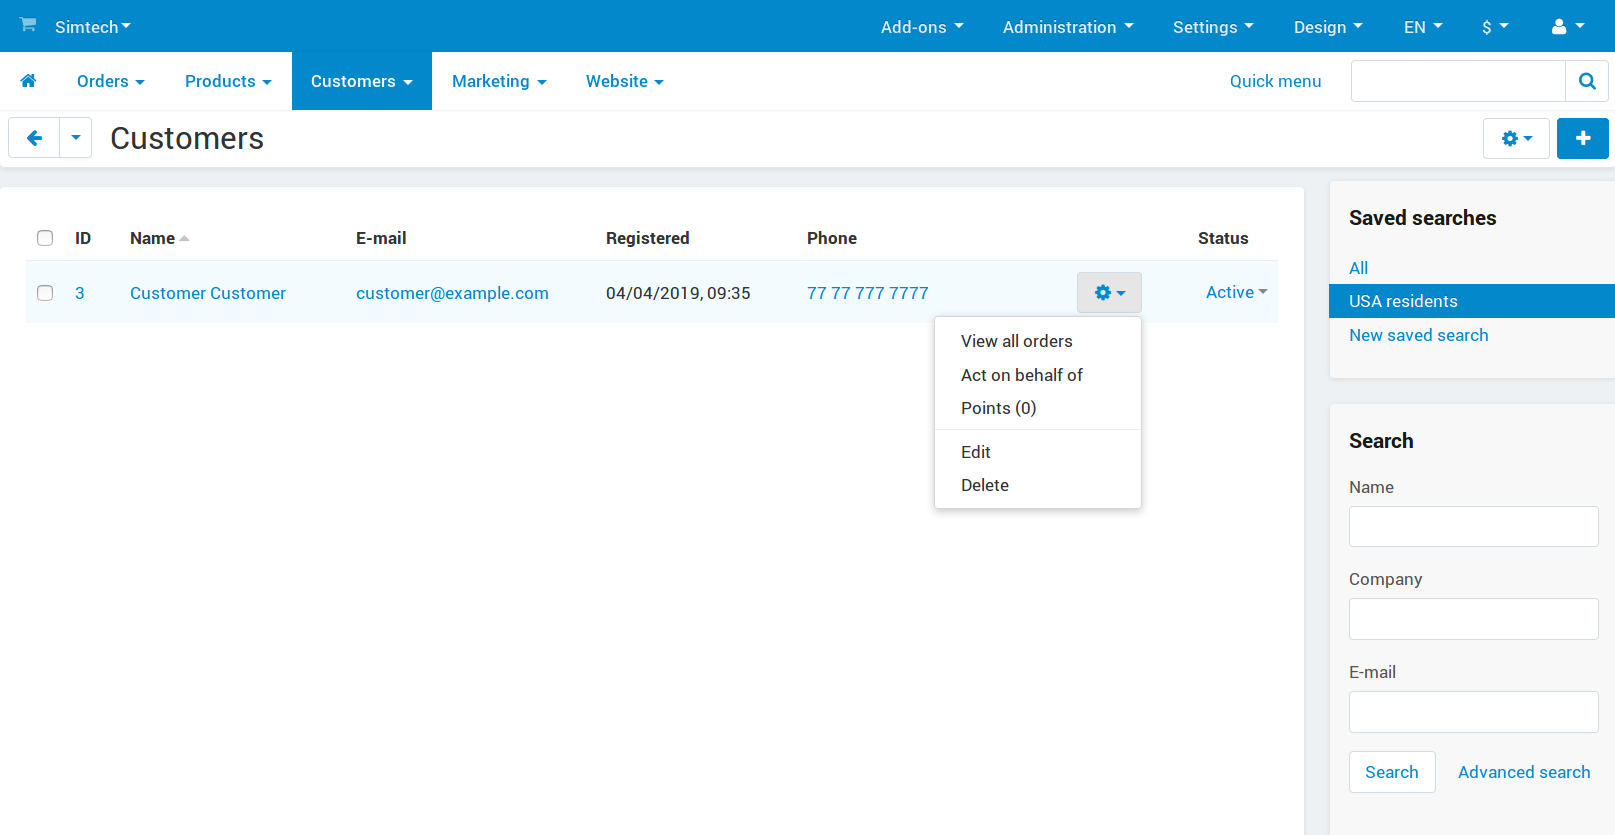 Simtech
Add-ons
Administration
Settings
Design
EN
$
Orders
Products
Customers
Marketing
Website
Quick menu
Customers
ID
Name
E-mail
Registered
Phone
Status
3
Customer Customer
customer@example.com
04/04/2019, 09:35
77 77 777 7777
Active
View all orders
Act on behalf of
Points (0)
Edit
Delete
Saved searches
All
USA residents
New saved search
Search
Name
Company
E-mail
Search
Advanced search